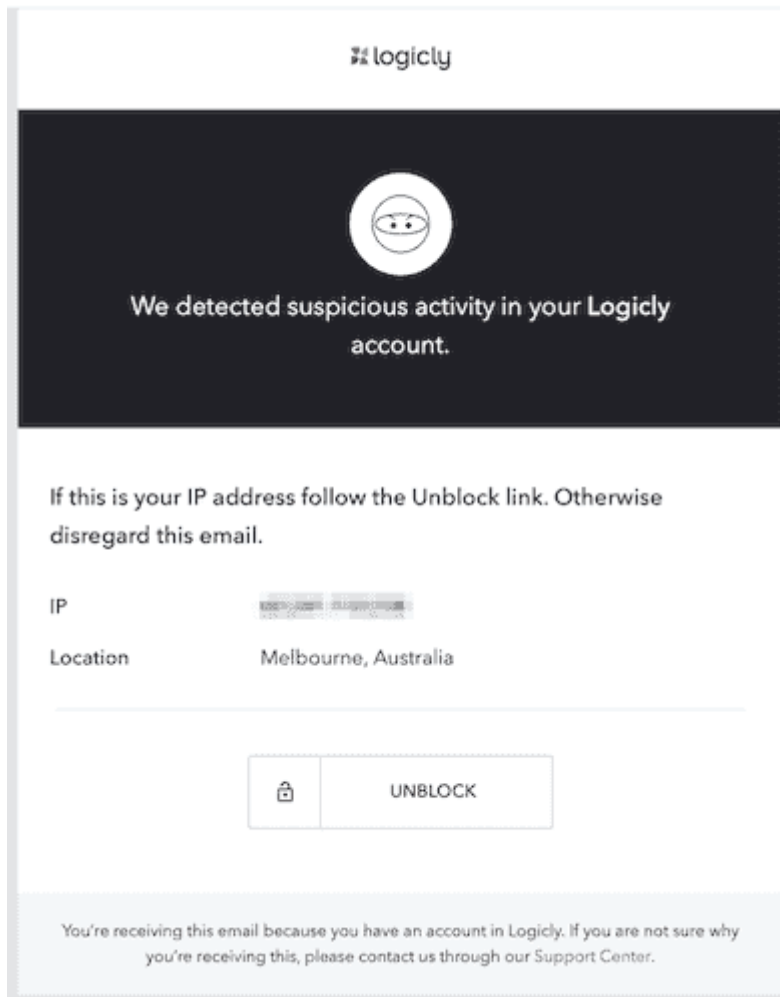 logicly
We detected suspicious activity in your Logicly
account.
If this is your IP address follow the Unblock link. Otherwise
disregard this email.
IP
Location Melbourne, Australia
UNBLOCK
You're receiving this email because you have an account in Logicly. If you are not sure why
you're receiving this, please contact us through our Support Center.